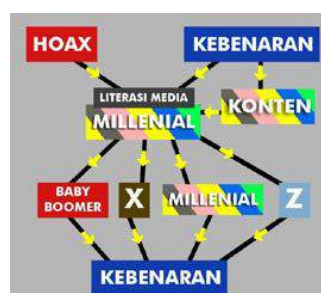 HOAX
KEBENARAN
LITERASI MEDIA
MILLENIAL
KONTEN
BABY
BOOMER
X
MILLENIAL
Z
KEBENARAN